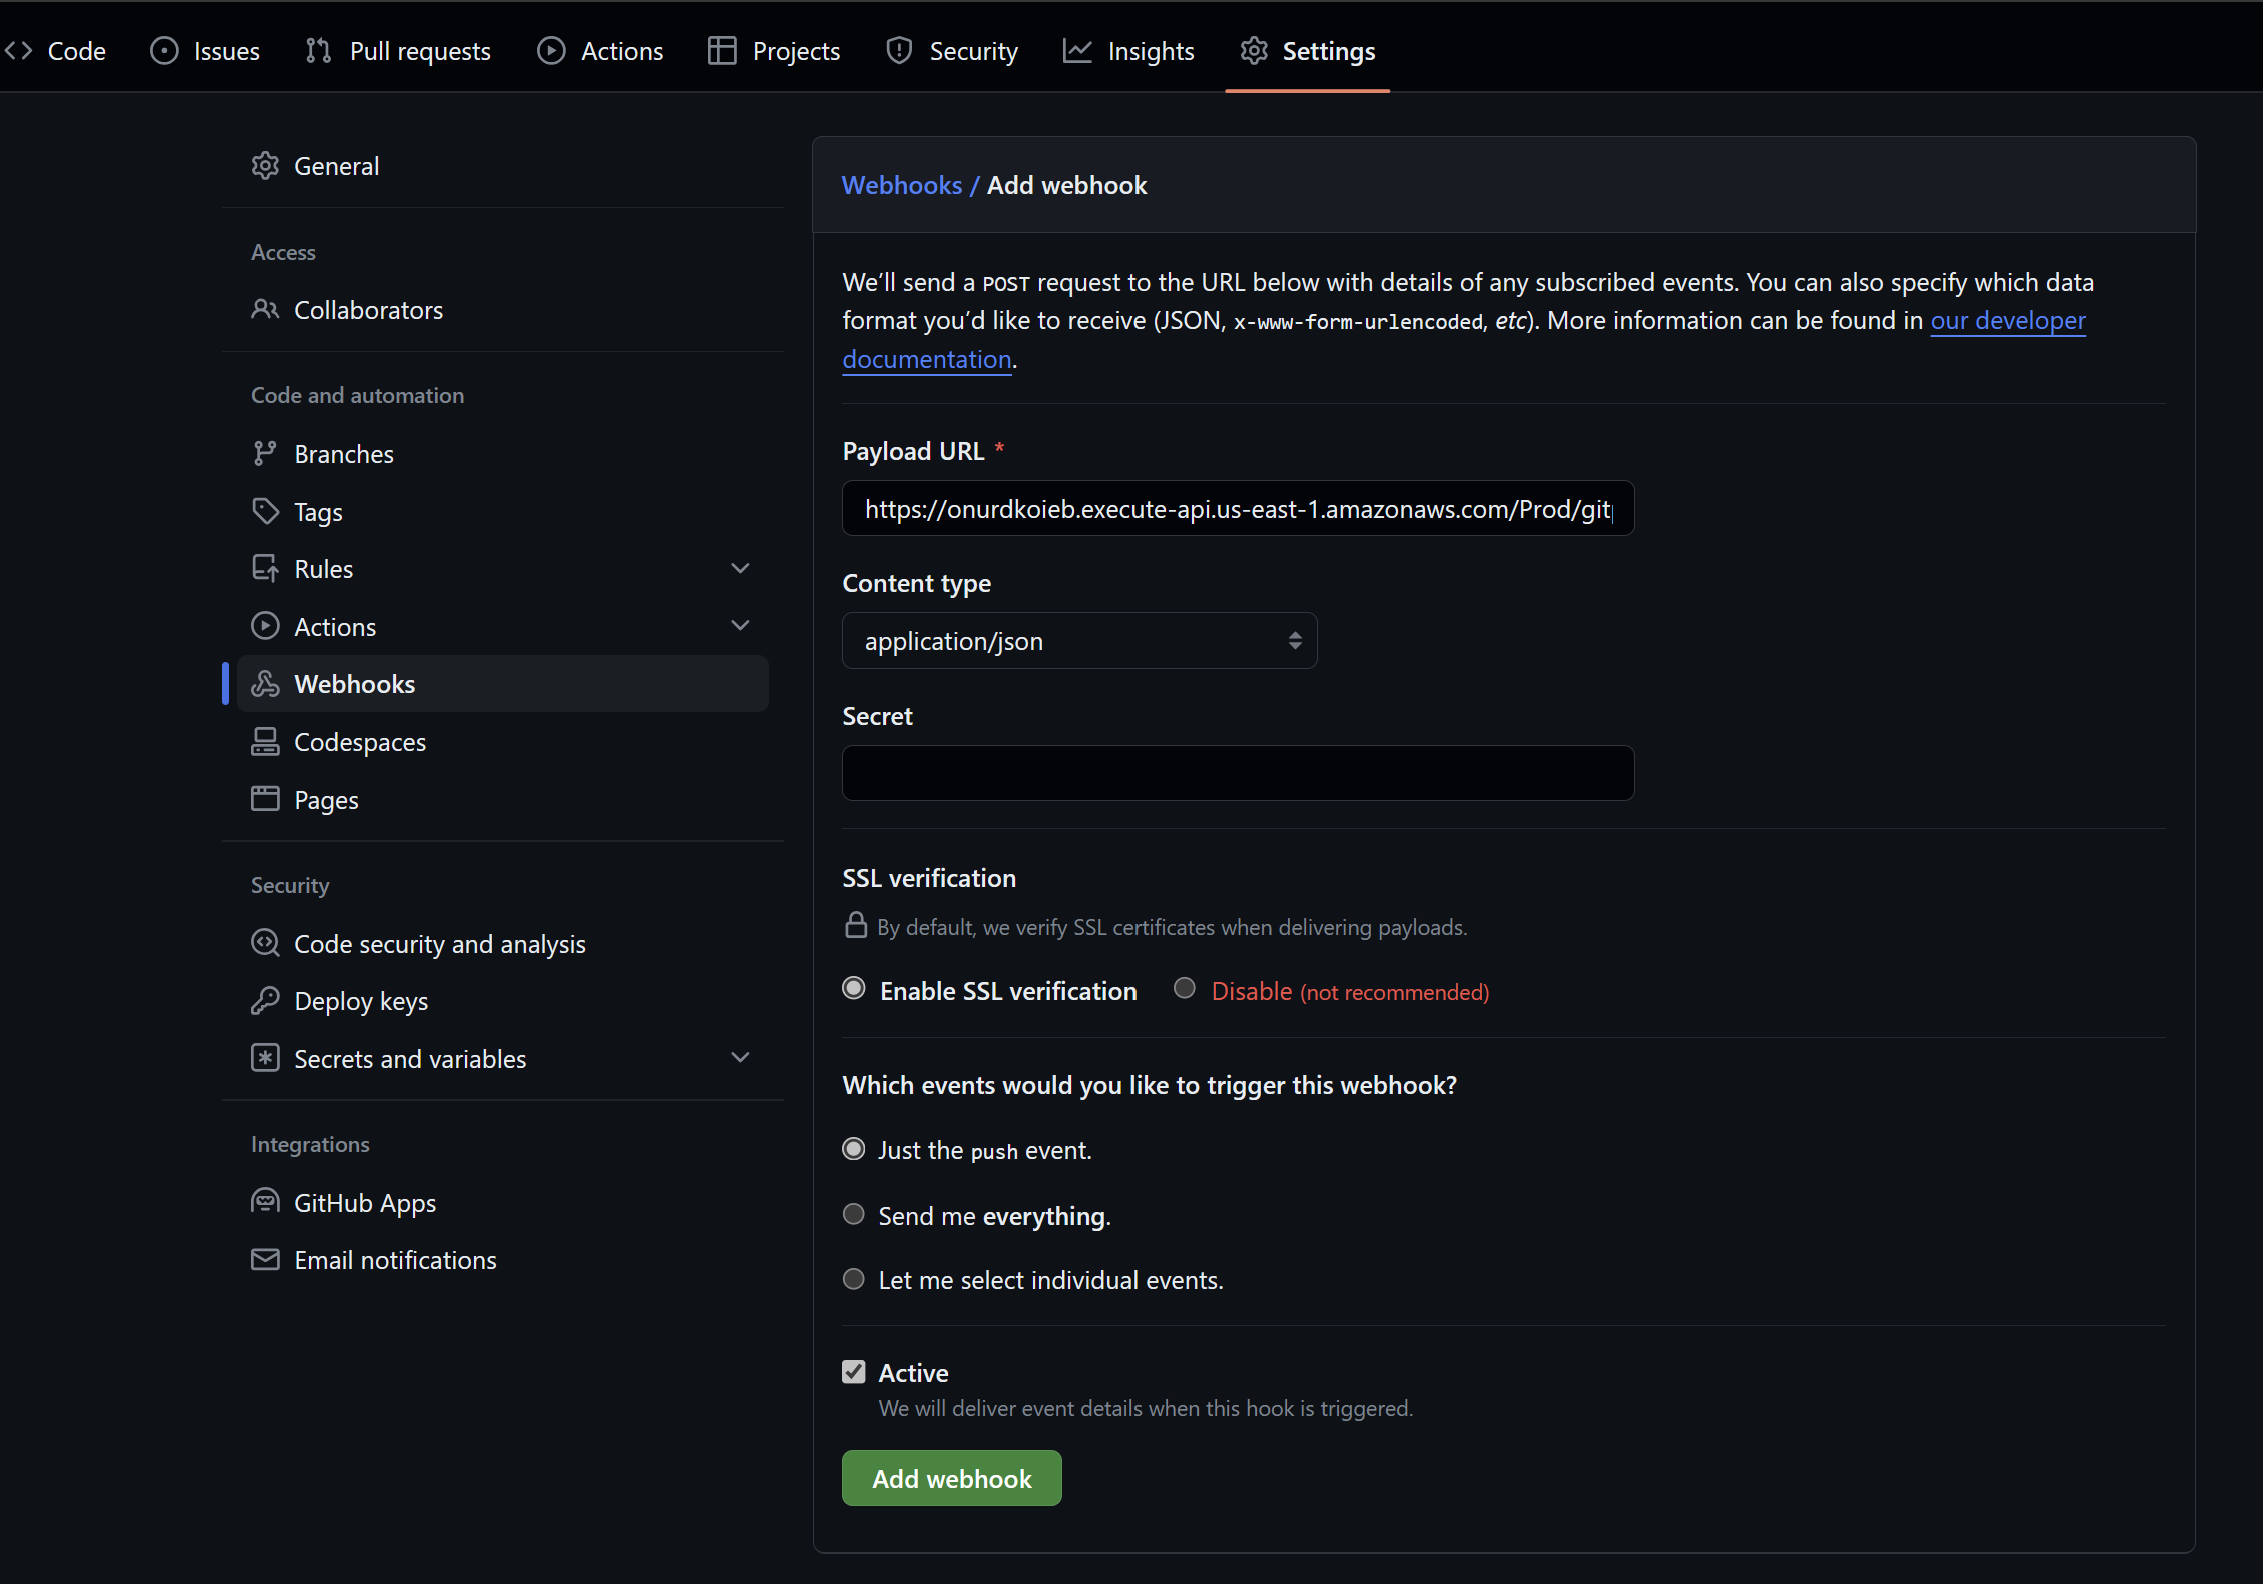 Code Issues Pull requests Actions Projects Security Insights Settings
General
Access
Collaborators
Code and automation
Branches
Tags
Rules
Actions
Webhooks
Codespaces
Pages
Security
Code security and analysis
Deploy keys
Secrets and variables
Integrations
GitHub Apps
Email notifications
Webhooks / Add webhook
We’ll send a POST request to the URL below with details of any subscribed events. You can also specify which data
format you’d like to receive (JSON, x-www-form-urlencoded, etc). More information can be found in our developer
documentation.
Payload URL *
https://onurdkoieb.execute-api.us-east-1.amazonaws.com/Prod/git
Content type
application/json
Secret
SSL verification
By default, we verify SSL certificates when delivering payloads.
Enable SSL verification Disable (not recommended)
Which events would you like to trigger this webhook?
Just the push event.
Send me everything.
Let me select individual events.
Active
We will deliver event details when this hook is triggered.
Add webhook